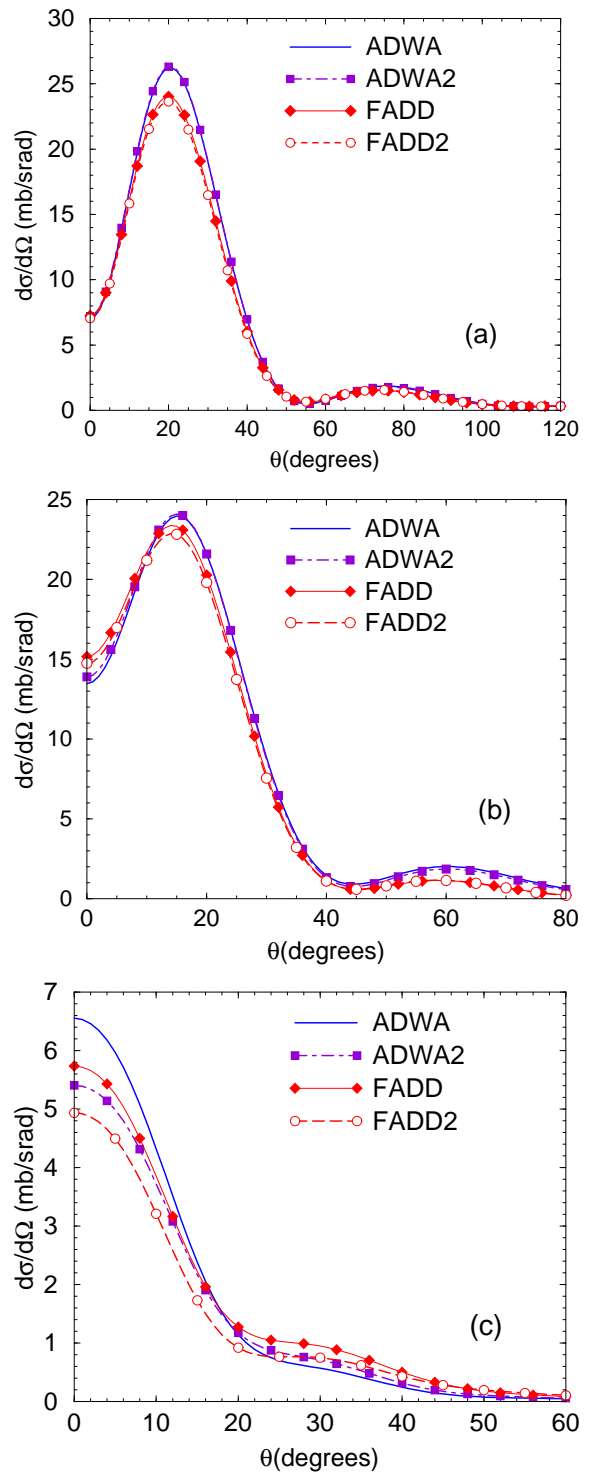 30
25
20
15
10
5
0
dσ/dΩ (mb/srad)
ADWA
ADWA2
FADD
FADD2
(a)
0 20 40 60 80 100 120
θ(degrees)
25
20
15
10
5
0
dσ/dΩ (mb/srad)
ADWA
ADWA2
FADD
FADD2
(b)
0 20 40 60 80
θ(degrees)
7
6
5
4
3
2
1
0
dσ/dΩ (mb/srad)
ADWA
ADWA2
FADD
FADD2
(c)
0 10 20 30 40 50 60
θ(degrees)